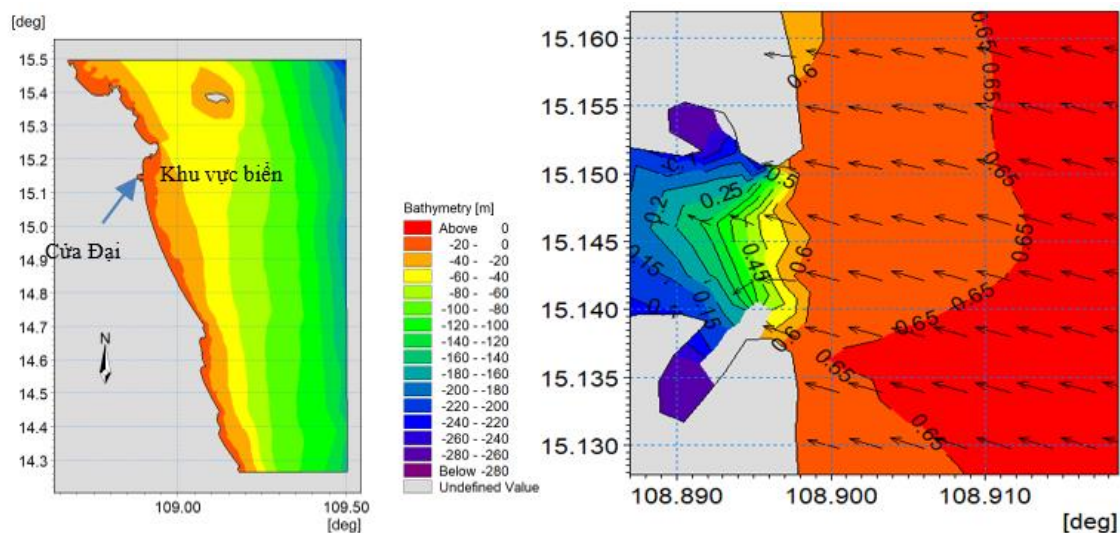 [deg]
15.5
15.4
15.3
15.2
15.1
15.0
14.9
14.8
14.7
14.6
14.5
14.4
14.3
Khu vực biển
Cửa Đại
N
109.00
109.50
[deg]
Bathymetry [m]
Above 0
-20 - 0
-40 - -20
-60 - -40
-80 - -60
-100 - -80
-120 - -100
-140 - -120
-160 - -140
-180 - -160
-200 - -180
-220 - -200
-240 - -220
-260 - -240
-280 - -260
Below -280
Undefined Value
15.160
15.155
15.150
15.145
15.140
15.135
15.130
0.65
0.65
0.6
0.65
0.5
0.25
0.2
0.65
0.6
0.45
0.15
0.65
0.15
0.65
0.6
0.65
0.65
108.890
108.900
108.910
[deg]